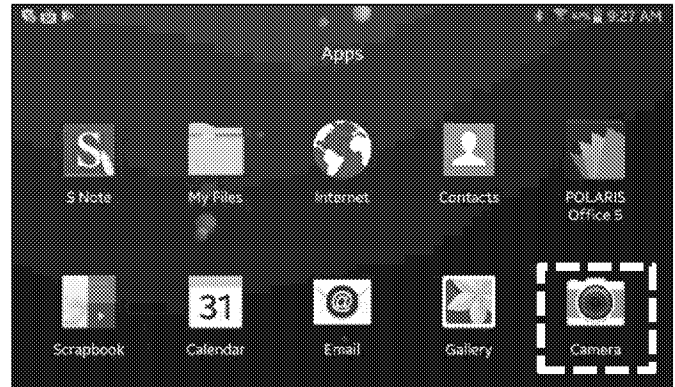 9:27 AM
Apps
S
S Note
My Files
Internet
Contacts
POLARIS
Office 5
31
@
Scrapbook
Calendar
Email
Gallery
Camera